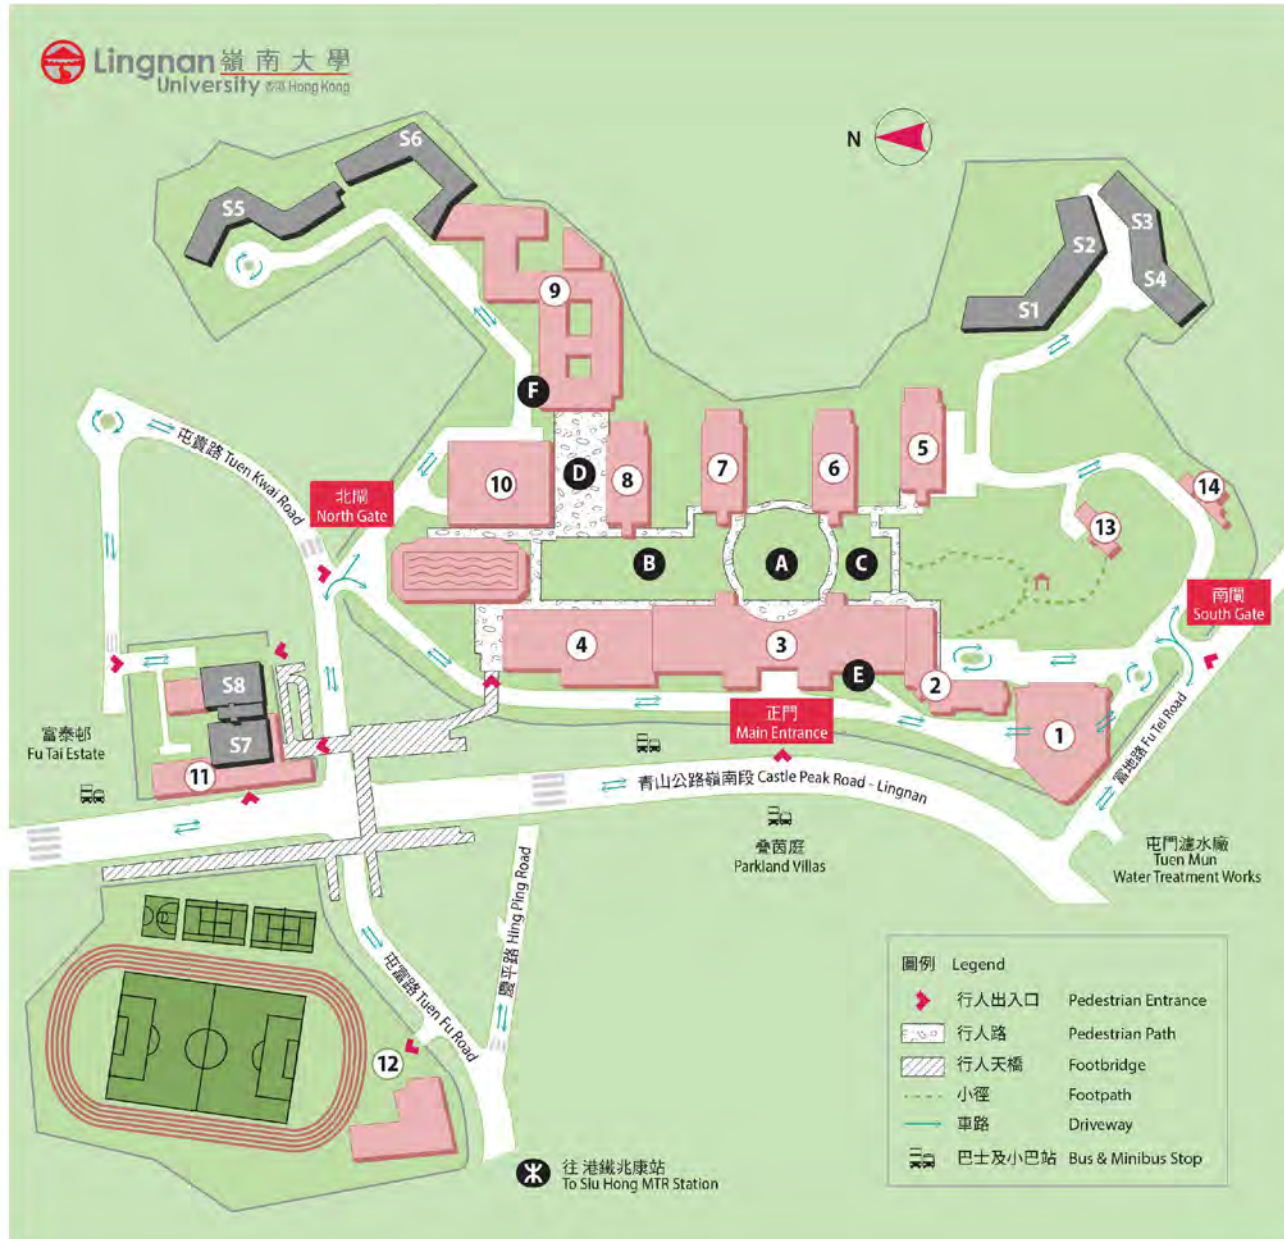 Lingnan 嶺南大學
University 香港 Hong Kong
N
S6
S5
S3
S2
S4
S1
9
F
屯貴路 Tuen Kwai Road
5
7
6
8
D
10
14
北閘
North Gate
13
B
A
C
南閘
South Gate
4
3
E
2
S8
富泰邨
Fu Tai Estate
S7
正門
Main Entrance
1
11
富地路 Fu Tei Road
青山公路嶺南段 Castle Peak Road - Lingnan
疊茵庭
Parkland Villas
屯門濾水廠
Tuen Mun
Water Treatment Works
慶平路 Hing Ping Road
屯富路 Tuen Fu Road
12
圖例 Legend
行人出入口 Pedestrian Entrance
行人路 Pedestrian Path
行人天橋 Footbridge
小徑 Footpath
車路 Driveway
巴士及小巴站 Bus & Minibus Stop
往 港鐵兆康站
To Siu Hong MTR Station